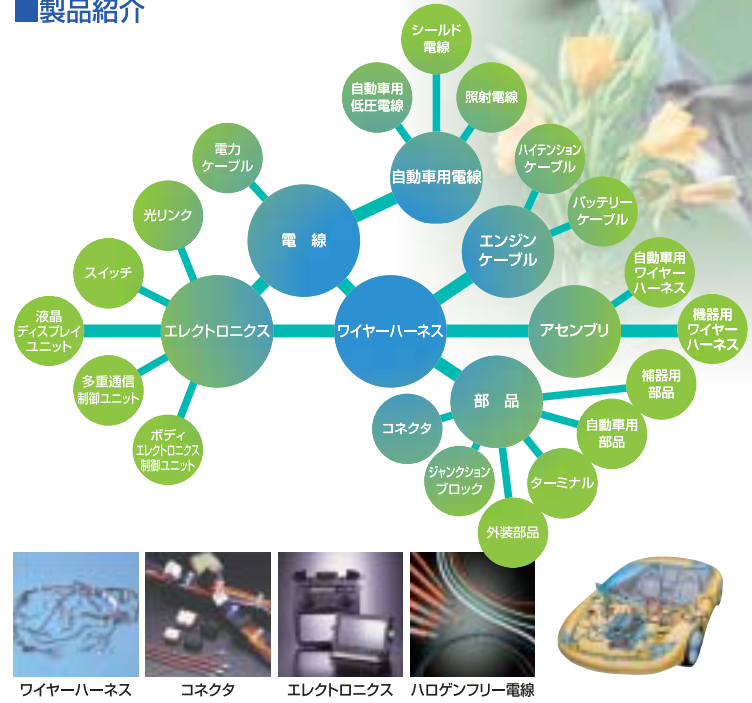 ■製品紹介
シールド
電線
自動車用
低圧電線
照射電線
電力
ケーブル
自動車用電線
ハイテンション
ケーブル
光リンク
バッテリー
ケーブル
電　線
エンジン
ケーブル
スイッチ
自動車用
ワイヤー
ハーネス
液晶
ディスプレイ
ユニット
エレクトロニクス
ワイヤーハーネス
アセンブリ
機器用
ワイヤー
ハーネス
多重通信
制御ユニット
補器用
部品
部　品
コネクタ
自動車用
部品
ボディ
エレクトロニクス
制御ユニット
ジャンクション
ブロック
ターミナル
外装部品
ワイヤーハーネス
コネクタ
エレクトロニクス
ハロゲンフリー電線